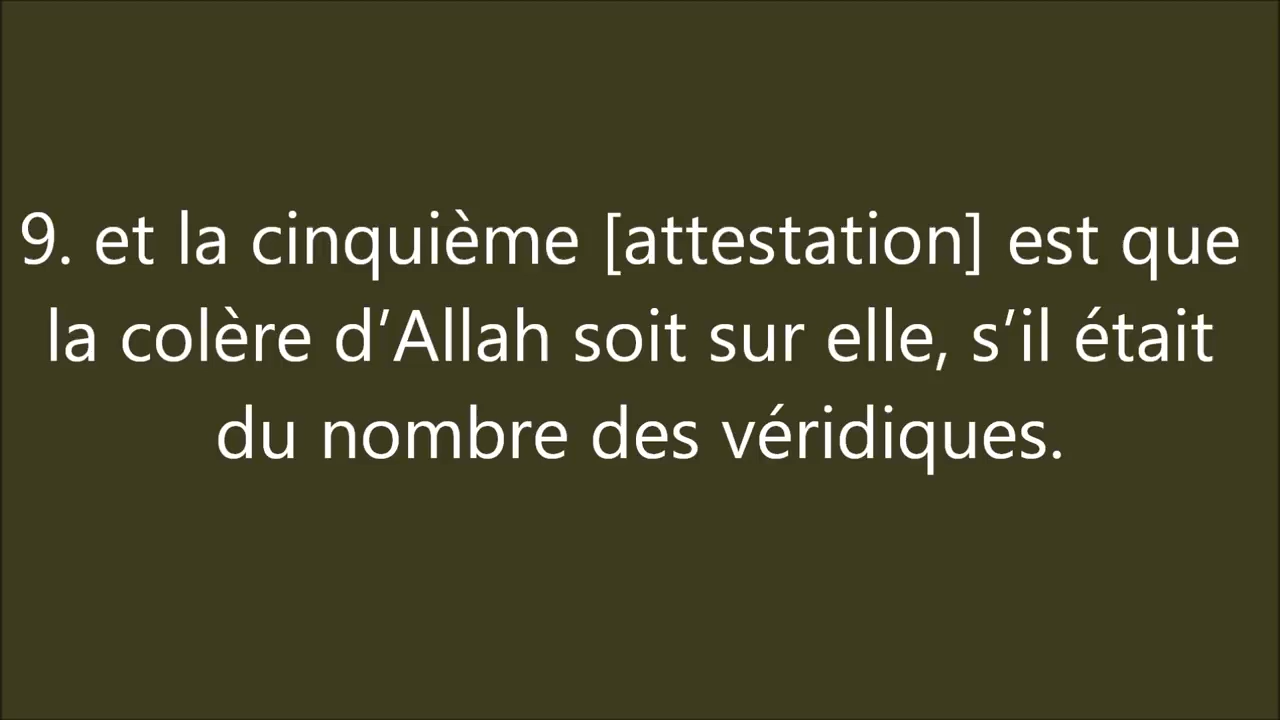 9. et la cinquième [attestation] est que
la colère d’Allah soit sur elle, s’il était
du nombre des véridiques.